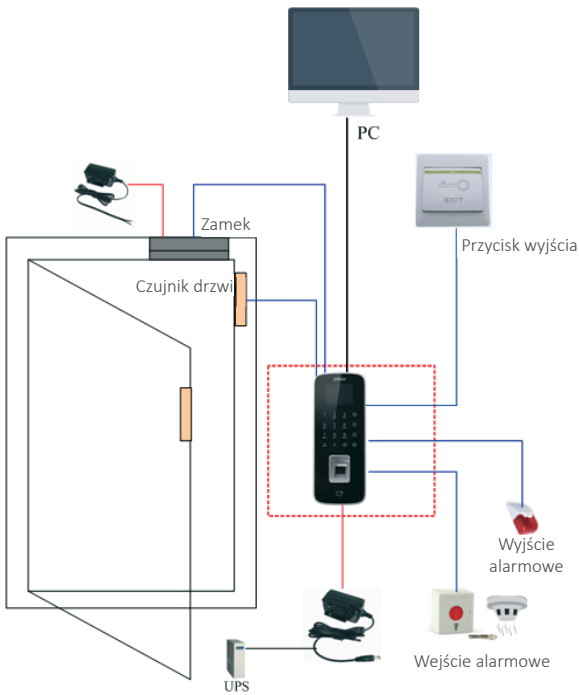 PC
EXIT
Zamek
Przycisk wyjścia
Czujnik drzwi
Wyjście
alarmowe
Wejście alarmowe
UPS